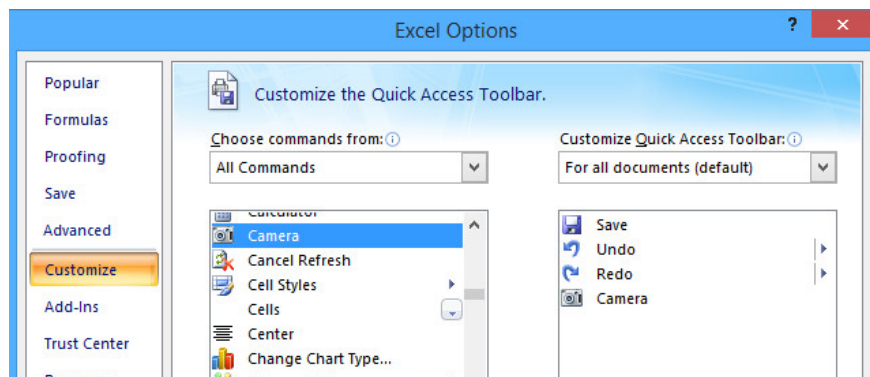 Excel Options
?
Popular
Formulas
Proofing
Save
Advanced
Customize
Add-Ins
Trust Center
Customize the Quick Access Toolbar.
Choose commands from:
All Commands
Calculator
Camera
Cancel Refresh
Cell Styles
Cells
Center
Change Chart Type...
Customize Quick Access Toolbar:
For all documents (default)
Save
Undo
Redo
Camera